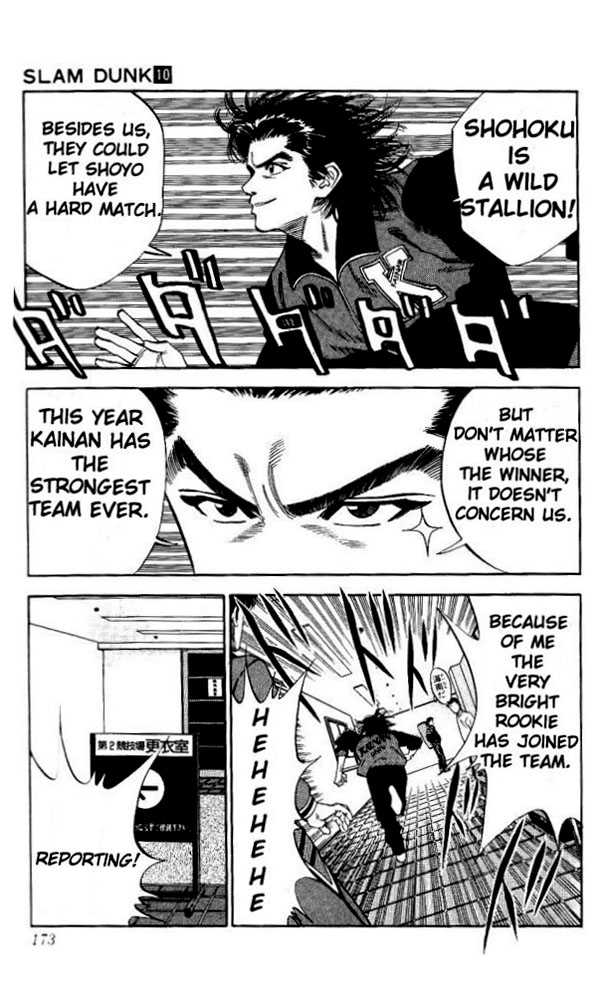 SLAM DUNK 10
SHOHOKU
IS
A WILD
STALLION!
BESIDES US,
THEY COULD
LET SHOYO
HAVE
A HARD MATCH.
ダダダダダ
BUT
DON'T MATTER
WHOSE
THE WINNER,
IT DOESN'T
CONCERN US.
THIS YEAR
KAINAN HAS
THE
STRONGEST
TEAM EVER.
BECAUSE
OF ME
THE
VERY
BRIGHT
ROOKIE
HAS JOINED
THE TEAM.
HEHEHEHE
第2競技場 更衣室
REPORTING!
173